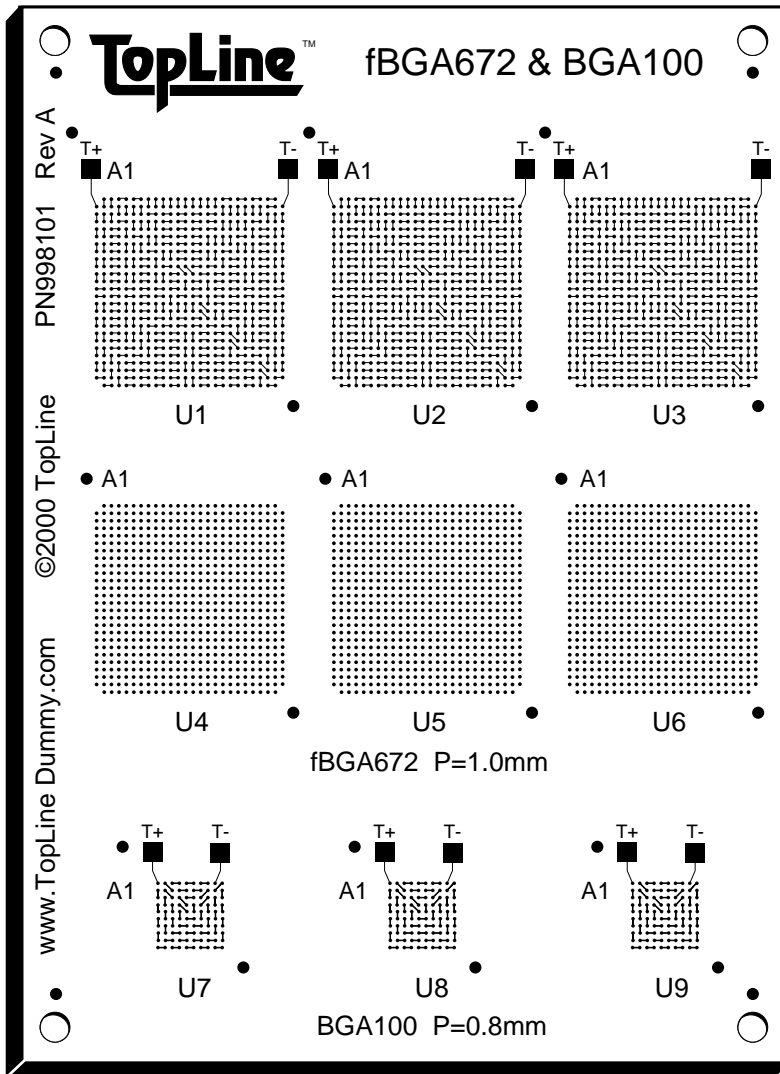 TopLine™
fBGA672 & BGA100
www.TopLine Dummy.com ©2000 TopLine PN998101 Rev A
T+ T- T+ T- T+ T-
A1 A1 A1
U1 U2 U3
A1 A1 A1
U4 U5 U6
fBGA672 P=1.0mm
T+ T- T+ T- T+ T-
A1 A1 A1
U7 U8 U9
BGA100 P=0.8mm